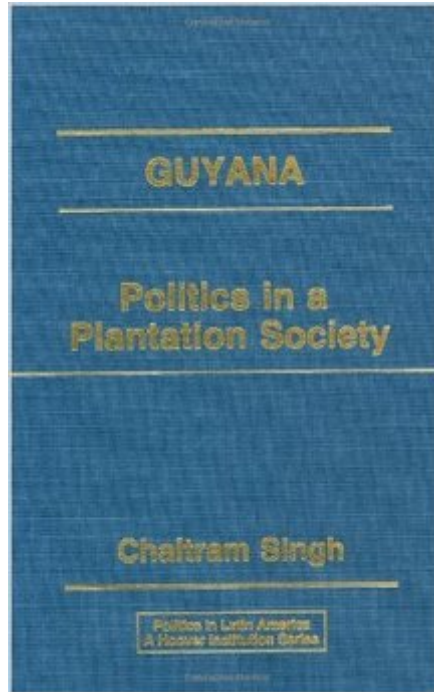 GUYANA
Politics in a
Plantation Society
Chaitram Singh
Politics in Latin America
A Hoover Institution Series